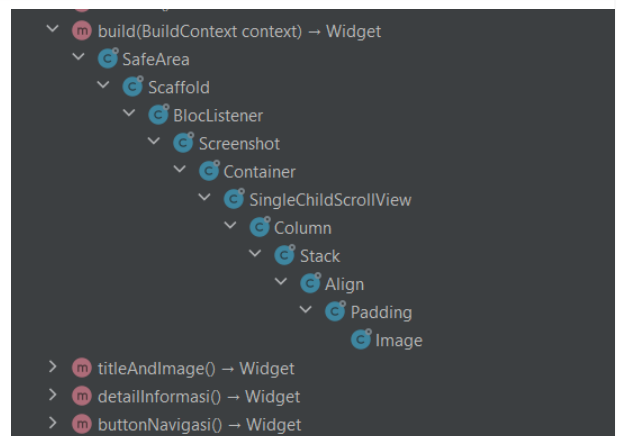 build(BuildContext context) → Widget
SafeArea
Scaffold
BlocListener
Screenshot
Container
SingleChildScrollView
Column
Stack
Align
Padding
Image
titleAndImage() → Widget
detailInformasi() → Widget
buttonNavigasi() → Widget